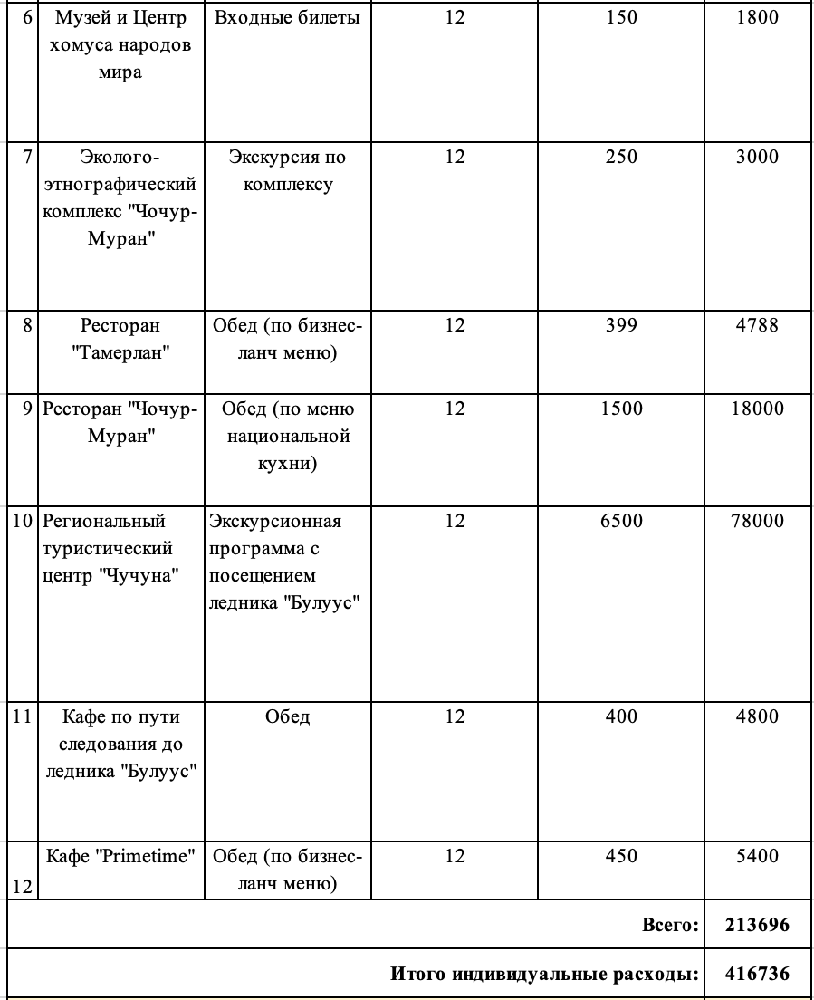 6 Музей и Центр Входные билеты 12 150 1800
хомуса народов
мира
7 Эколого- Экскурсия по 12 250 3000
этнографический комплексу
комплекс "Чочур-
Муран"
8 Ресторан Обед (по бизнес- 12 399 4788
"Тамерлан" ланч меню)
9 Ресторан "Чочур- Обед (по меню 12 1500 18000
Муран" национальной
кухни)
10 Региональный Экскурсионная 12 6500 78000
туристический программа с
центр "Чучуна" посещением
ледника "Булуус"
11 Кафе по пути Обед 12 400 4800
следования до
ледника "Булуус"
Кафе "Primetime" Обед (по бизнес- 12 450 5400
12 ланч меню)
Всего: 213696
Итого индивидуальные расходы: 416736